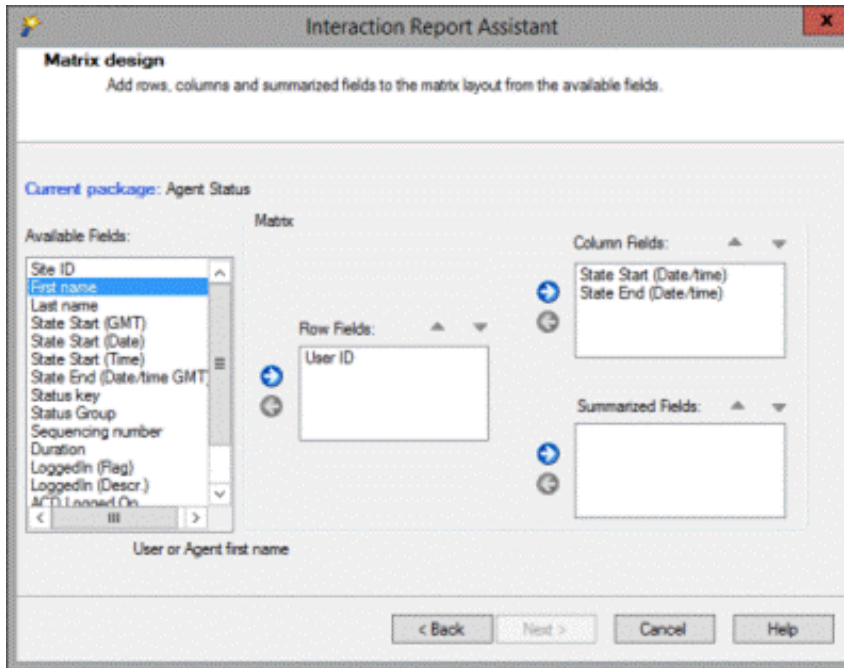 Interaction Report Assistant
x
Matrix design
Add rows, columns and summarized fields to the matrix layout from the available fields.
Current package: Agent Status
Available Fields:
Site ID
First name
Last name
State Start (GMT)
State Start (Date)
State Start (Time)
State End (Date/time GMT)
Status key
Status Group
Sequencing number
Duration
LoggedIn (Flag)
LoggedIn (Descr.)
ACD Logged On
User or Agent first name
Matrix
Row Fields:
User ID
Column Fields:
State Start (Date/time)
State End (Date/time)
Summarized Fields:
< Back
Next >
Cancel
Help